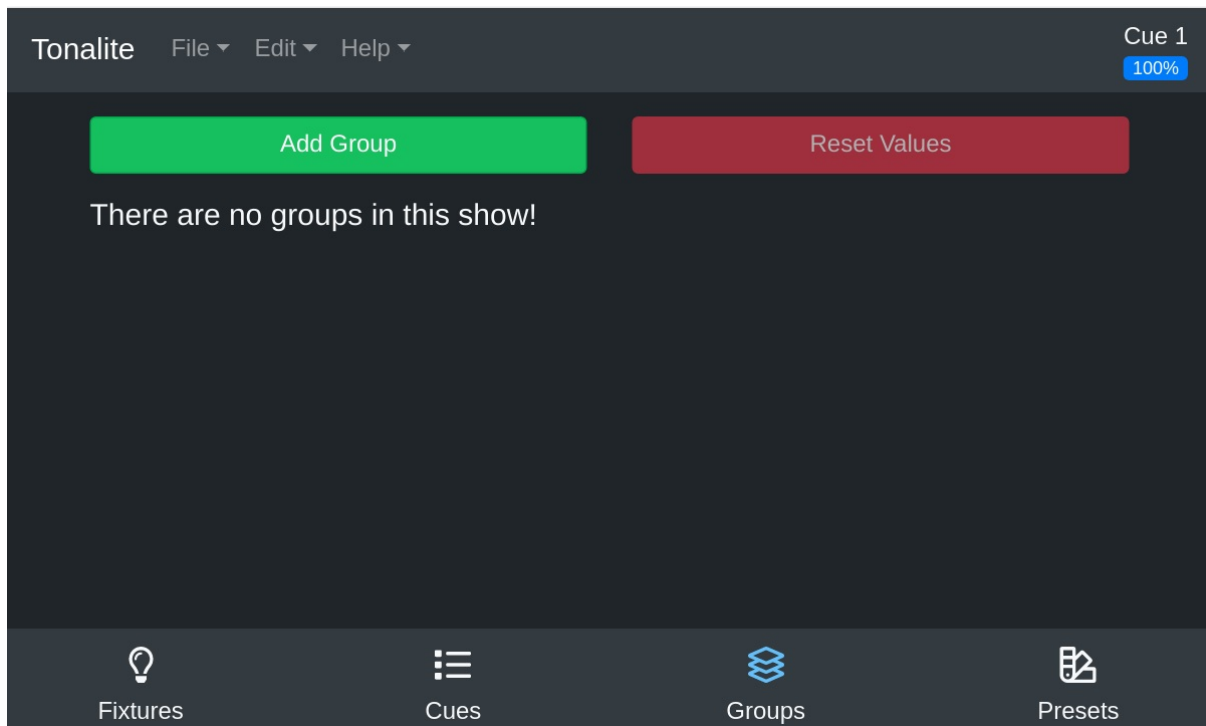 Tonalite File Edit Help
Cue 1
100%
Add Group Reset Values
There are no groups in this show!
Fixtures Cues Groups Presets